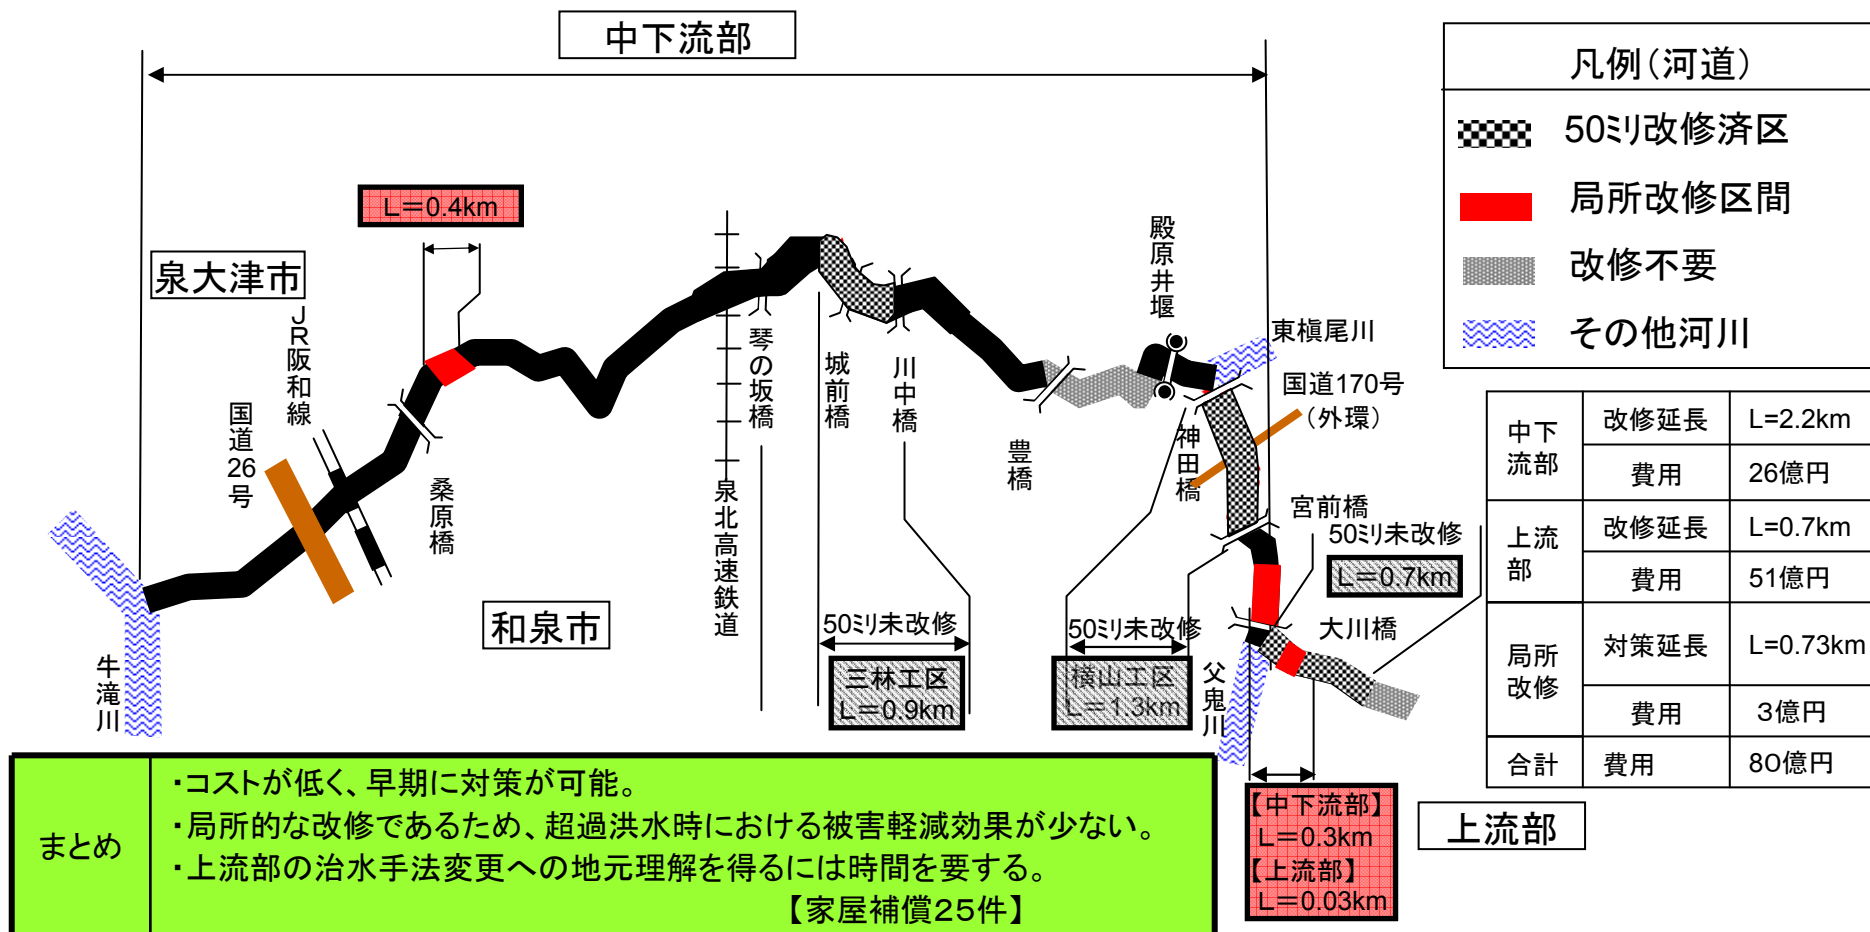 中下流部
凡例(河道)
50ミリ改修済区
局所改修区間
改修不要
その他河川
L=0.4km
泉大津市
JR阪和線
国道26号
桑原橋
琴の坂橋
城前橋
川中橋
豊橋
殿原井堰
東槇尾川
国道170号
(外環)
神田橋
宮前橋
50ミリ未改修
L=0.7km
大川橋
泉北高速鉄道
和泉市
牛滝川
50ミリ未改修
三林工区
L=0.9km
50ミリ未改修
横山工区
L=1.3km
父鬼川
中下流部 改修延長 L=2.2km
費用 26億円
上流部 改修延長 L=0.7km
費用 51億円
局所改修 対策延長 L=0.73km
費用 3億円
合計 費用 80億円
【中下流部】
L=0.3km
【上流部】
L=0.03km
上流部
まとめ
・コストが低く、早期に対策が可能。
・局所的な改修であるため、超過洪水時における被害軽減効果が少ない。
・上流部の治水手法変更への地元理解を得るには時間を要する。
【家屋補償25件】